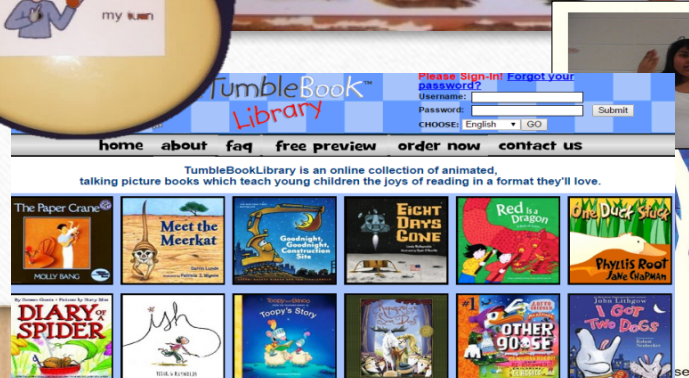 my turn
TumbleBook™
Library
Please Sign-In! Forgot your
password?
Username:
Password:
Submit
CHOOSE: English GO
home about faq free preview order now contact us
TumbleBookLibrary is an online collection of animated,
talking picture books which teach young children the joys of reading in a format they'll love.
The Paper Crane
MOLLY BANG
Meet the
Meerkat
Goodnight,
Goodnight,
Construction
Site
EIGHT
DAYS
GONE
Red is a
Dragon
One Duck Stuck
Phyllis Root
Jane Chapman
DIARY of a
SPIDER
ish
Toopy's Story
#1
OTHER
GOOSE
John Lithgow
I GOT
TWO DOGS
se